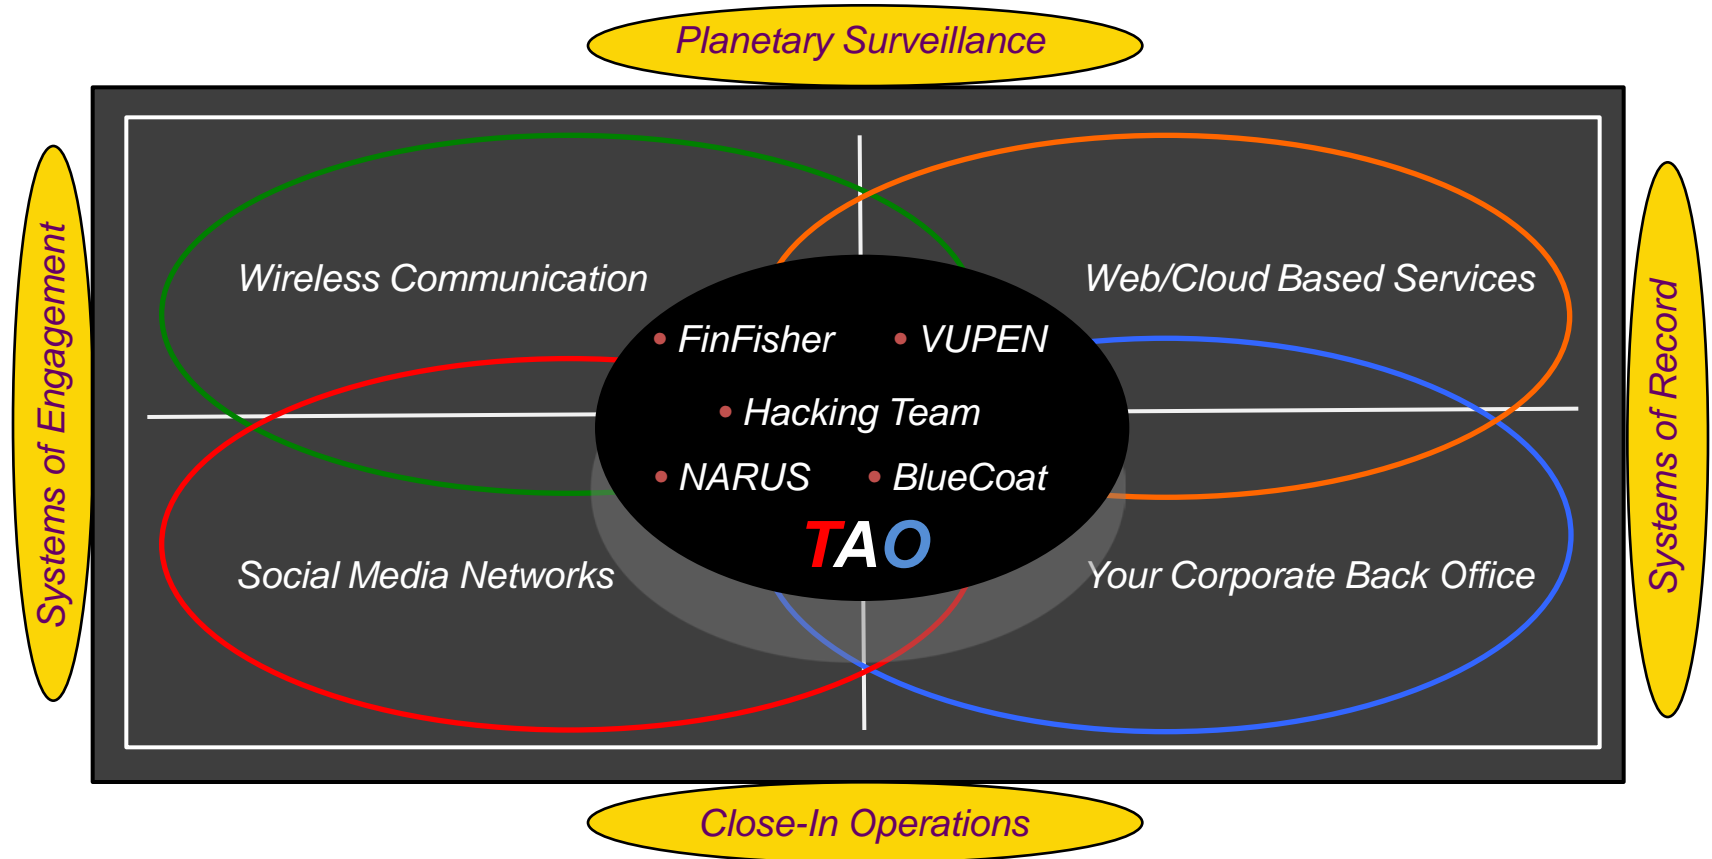 Planetary Surveillance
Systems of Engagement
Wireless Communication
Web/Cloud Based Services
Systems of Record
• FinFisher • VUPEN
• Hacking Team
• NARUS • BlueCoat
TAO
Social Media Networks
Your Corporate Back Office
Close-In Operations